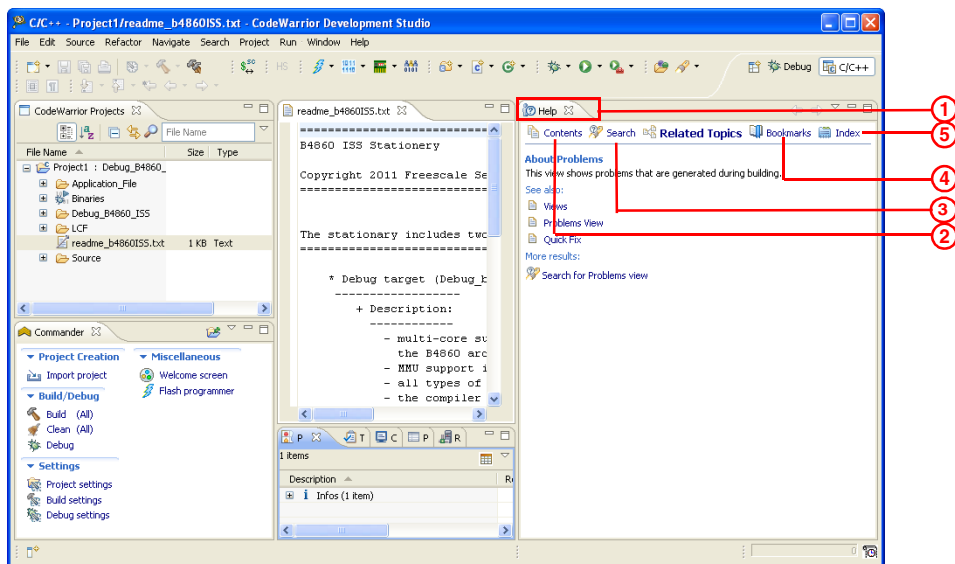 C/C++ - Project1/readme_b4860ISS.txt - CodeWarrior Development Studio
File Edit Source Refactor Navigate Search Project Run Window Help
Debug C/C++
CodeWarrior Projects
File Name
File Name Size Type
Project1 : Debug_B4860_
Application_File
Binaries
Debug_B4860_ISS
LCF
readme_b4860ISS.txt 1 KB Text
Source
Commander
Project Creation
Import project
Build/Debug
Build (All)
Clean (All)
Debug
Settings
Project settings
Build settings
Debug settings
Miscellaneous
Welcome screen
Flash programmer
readme_b4860ISS.txt
=========================
B4860 ISS Stationery
Copyright 2011 Freescale Se
=========================
The stationary includes two
=========================
* Debug target (Debug_b
------------------
+ Description:
------------
- multi-core su
the B4860 arc
- MMU support i
- all types of
- the compiler
P T C P R
1 items
Description Re
i Infos (1 item)
Help
Contents Search Related Topics Bookmarks Index
About Problems
This view shows problems that are generated during building.
See also:
Views
Problems View
Quick Fix
More results:
Search for Problems view
1
5
4
3
2
0